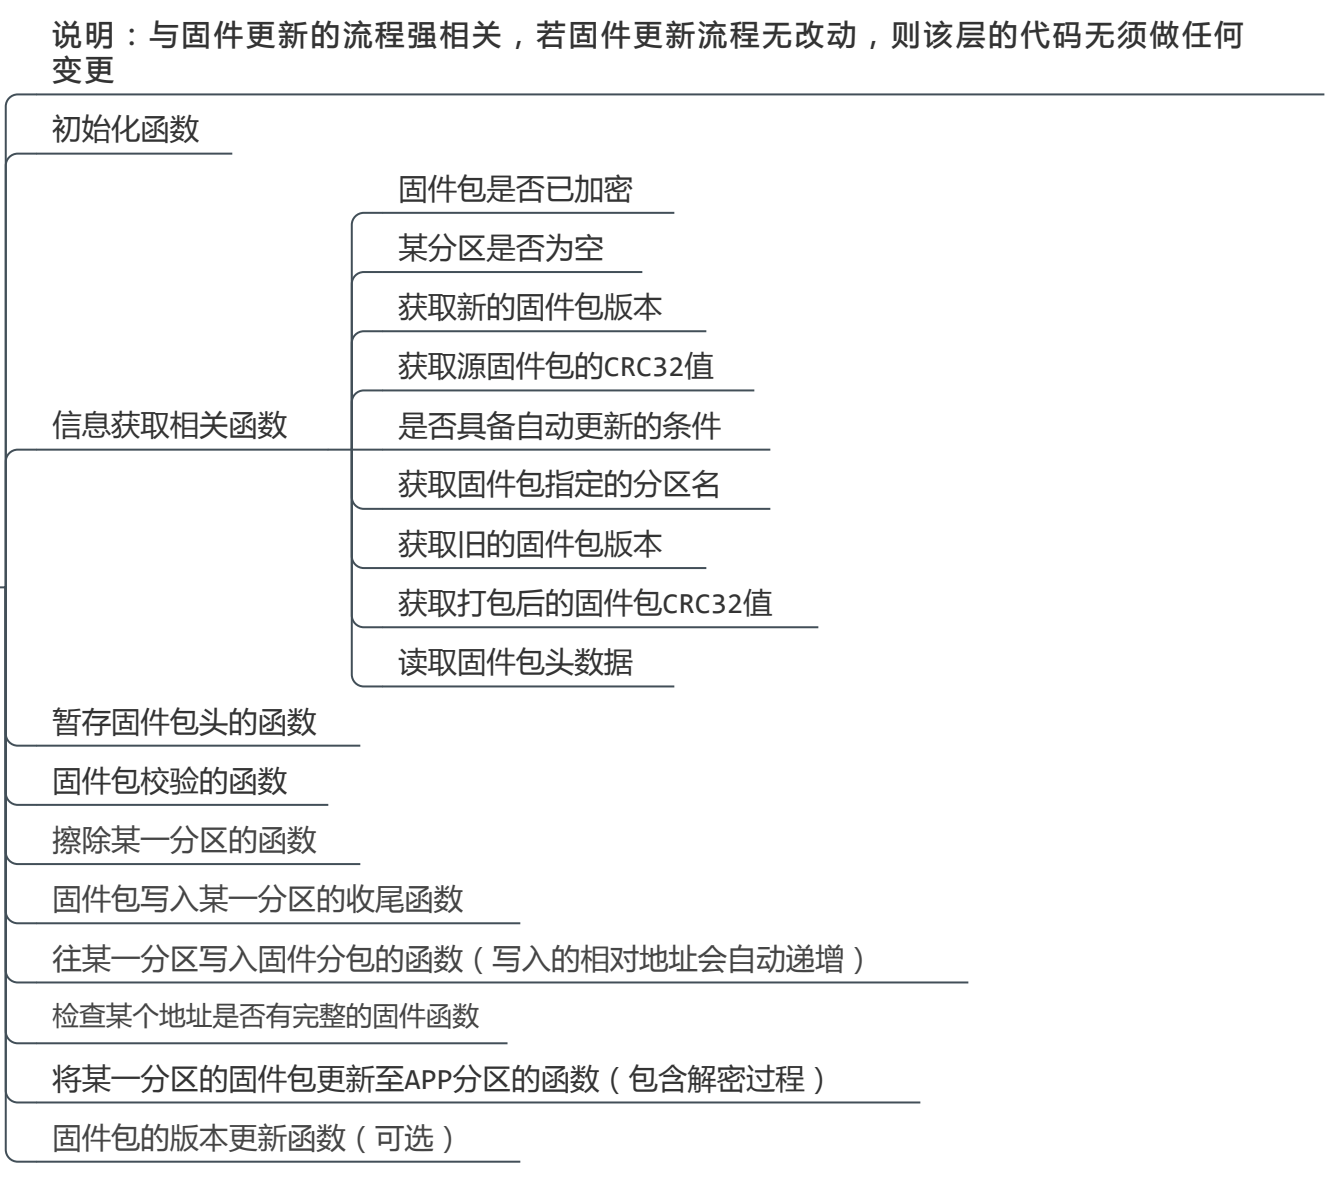 说明：与固件更新的流程强相关，若固件更新流程无改动，则该层的代码无须做任何
变更
初始化函数
信息获取相关函数
固件包是否已加密
某分区是否为空
获取新的固件包版本
获取源固件包的CRC32值
是否具备自动更新的条件
获取固件包指定的分区名
获取旧的固件包版本
获取打包后的固件包CRC32值
读取固件包头数据
暂存固件包头的函数
固件包校验的函数
擦除某一分区的函数
固件包写入某一分区的收尾函数
往某一分区写入固件分包的函数（写入的相对地址会自动递增）
检查某个地址是否有完整的固件函数
将某一分区的固件包更新至APP分区的函数（包含解密过程）
固件包的版本更新函数（可选）